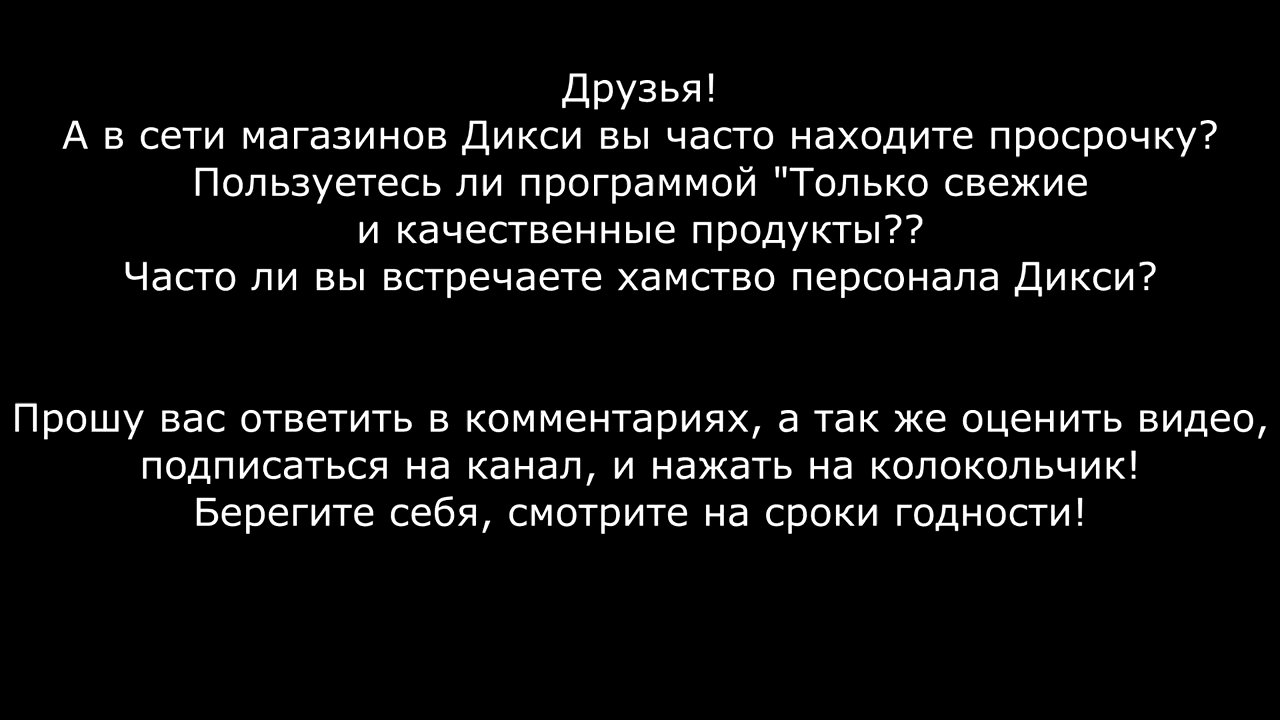 Друзья!
А в сети магазинов Дикси вы часто находите просрочку?
Пользуетесь ли программой "Только свежие
и качественные продукты??
Часто ли вы встречаете хамство персонала Дикси?
Прошу вас ответить в комментариях, а так же оценить видео,
подписаться на канал, и нажать на колокольчик!
Берегите себя, смотрите на сроки годности!